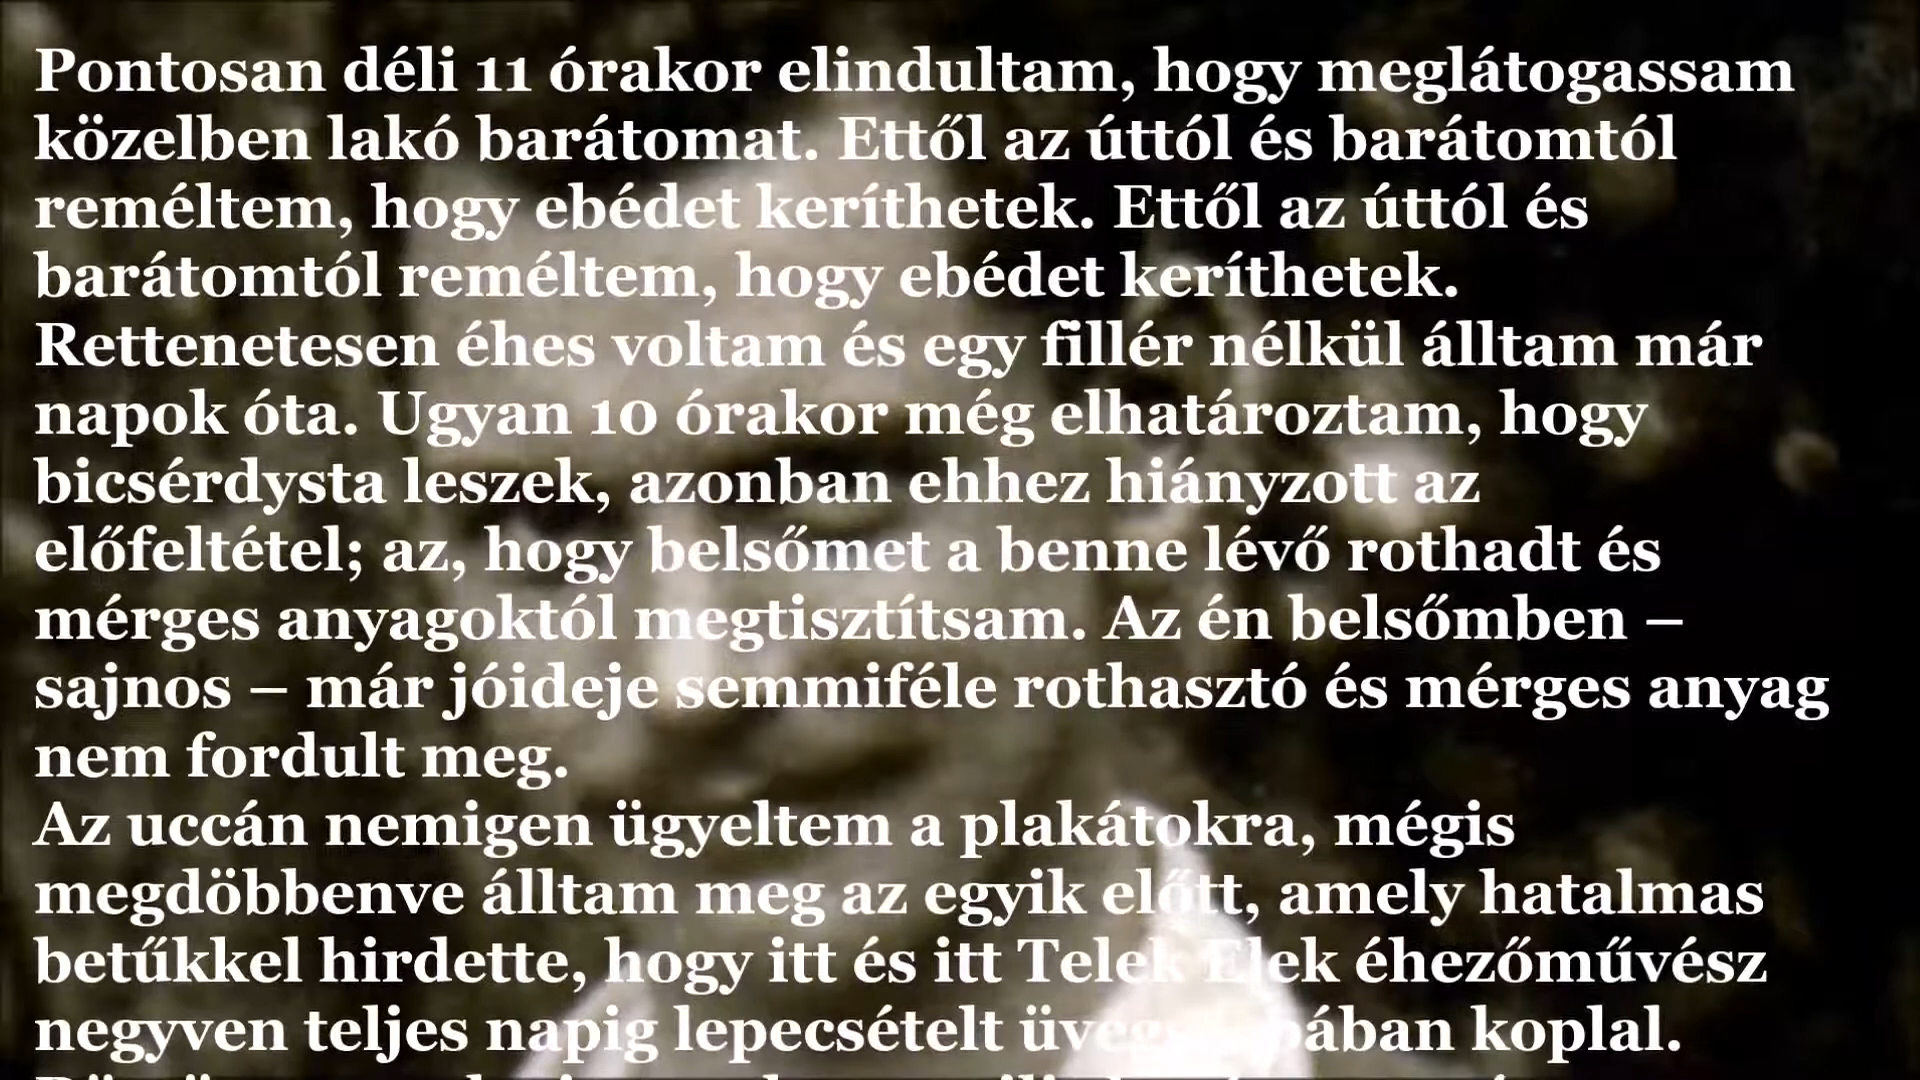 Pontosan déli 11 órakor elindultam, hogy meglátogassam
közelben lakó barátomat. Ettől az úttól és barátomtól
reméltem, hogy ebédet keríthetek. Ettől az úttól és
barátomtól reméltem, hogy ebédet keríthetek.
Rettenetesen éhes voltam és egy fillér nélkül álltam már
napok óta. Ugyan 10 órakor még elhatároztam, hogy
bicsérdysta leszek, azonban ehhez hiányzott az
előfeltétel; az, hogy belsőmet a benne lévő rothadt és
mérges anyagoktól megtisztítsam. Az én belsőmben –
sajnos – már jóideje semmiféle rothasztó és mérges anyag
nem fordult meg.
Az uccán nemigen ügyeltem a plakátokra, mégis
megdöbbenve álltam meg az egyik előtt, amely hatalmas
betűkkel hirdette, hogy itt és itt Telek Elek éhezőművész
negyven teljes napig lepecsételt koplal.